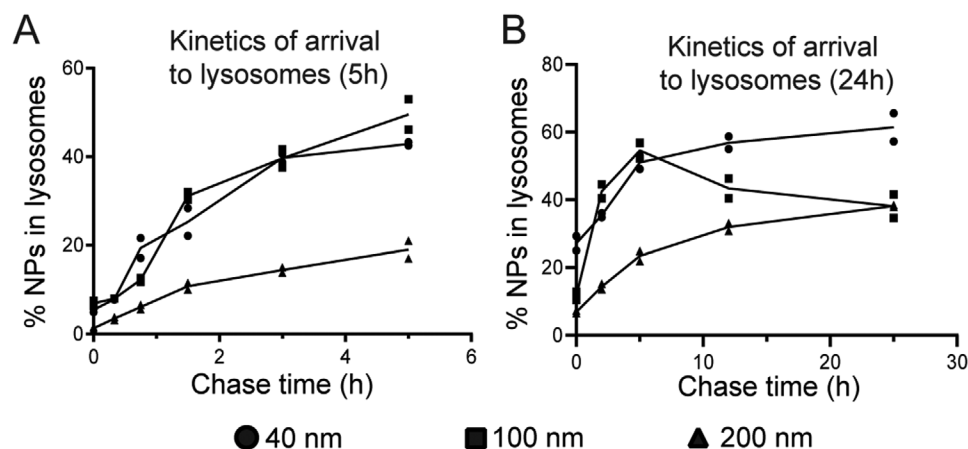 A
Kinetics of arrival
to lysosomes (5h)
% NPs in lysosomes
60
40
20
0
0
2
4
6
Chase time (h)
B
Kinetics of arrival
to lysosomes (24h)
% NPs in lysosomes
80
60
40
20
0
0
10
20
30
Chase time (h)
40 nm
100 nm
200 nm